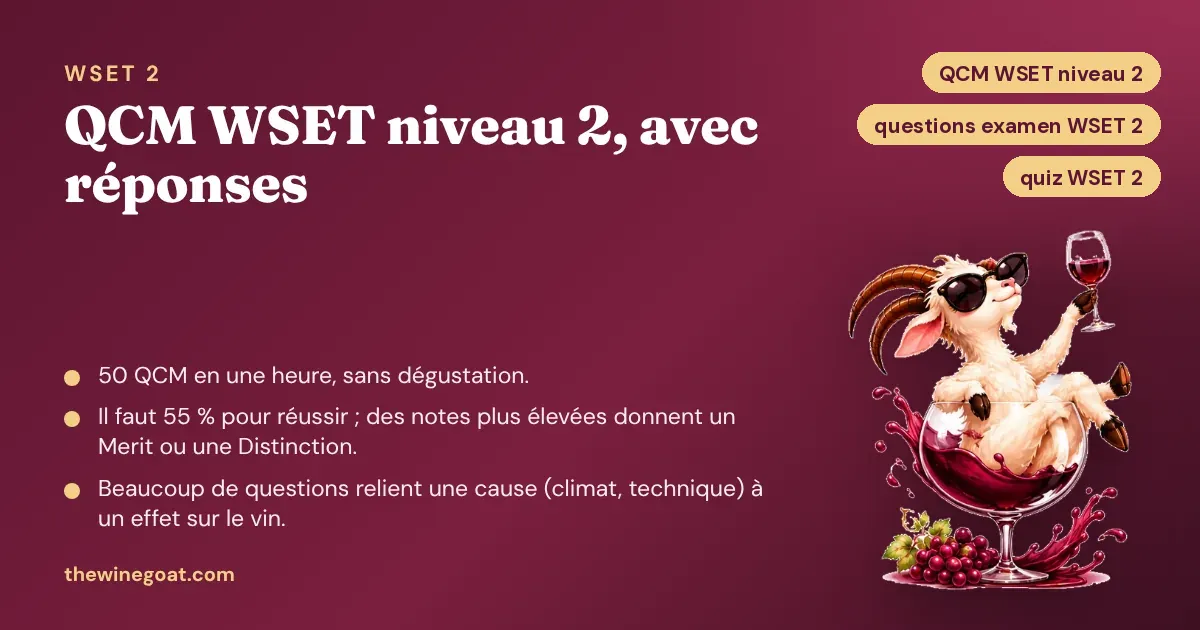 WSET 2
QCM WSET niveau 2, avec
réponses
QCM WSET niveau 2
questions examen WSET 2
quiz WSET 2
50 QCM en une heure, sans dégustation.
Il faut 55 % pour réussir ; des notes plus élevées donnent un
Merit ou une Distinction.
Beaucoup de questions relient une cause (climat, technique) à
un effet sur le vin.
thewinegoat.com